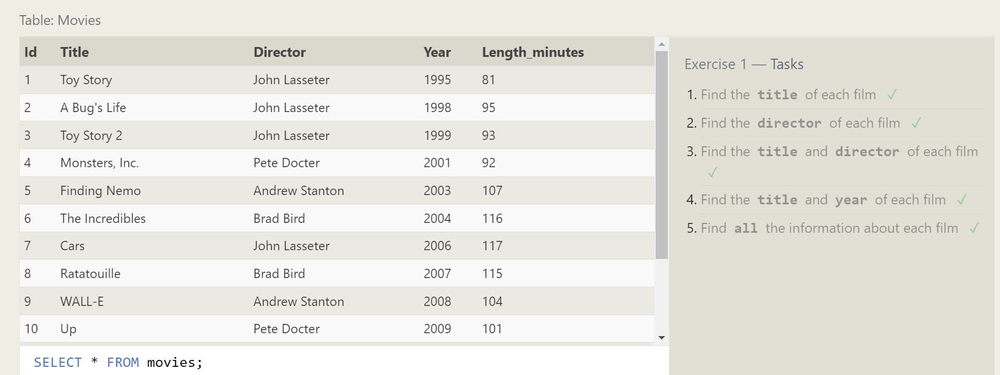 Table: Movies
Id Title Director Year Length_minutes
1 Toy Story John Lasseter 1995 81
2 A Bug's Life John Lasseter 1998 95
3 Toy Story 2 John Lasseter 1999 93
4 Monsters, Inc. Pete Docter 2001 92
5 Finding Nemo Andrew Stanton 2003 107
6 The Incredibles Brad Bird 2004 116
7 Cars John Lasseter 2006 117
8 Ratatouille Brad Bird 2007 115
9 WALL-E Andrew Stanton 2008 104
10 Up Pete Docter 2009 101
SELECT * FROM movies;
Exercise 1 — Tasks
1. Find the title of each film ✓
2. Find the director of each film ✓
3. Find the title and director of each film
✓
4. Find the title and year of each film ✓
5. Find all the information about each film ✓